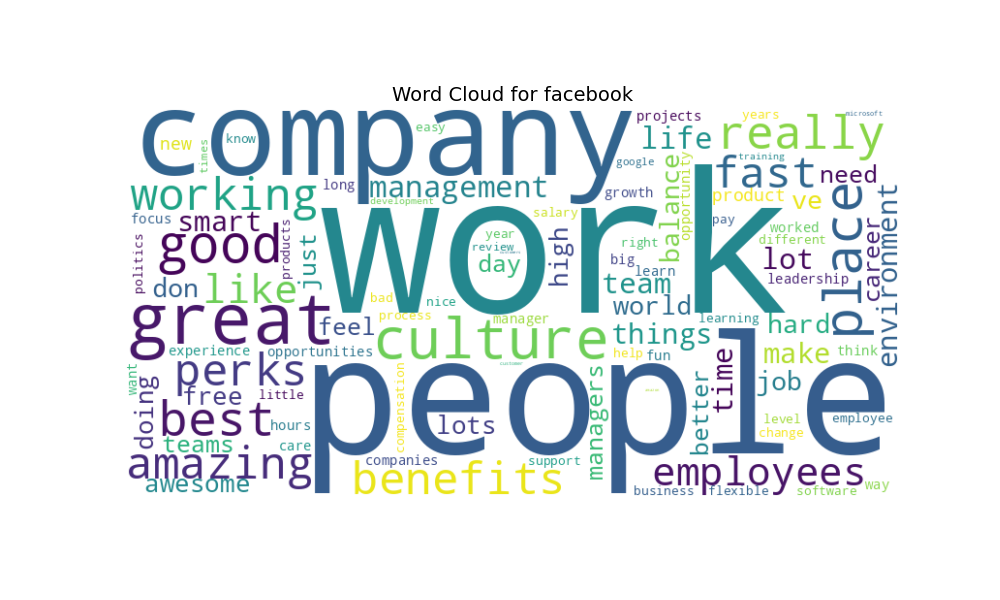 Word Cloud for facebook
company
projects
years
microsoft
new
times
know
easy
life
really
google
training
fast
need
working
long
management
development
growth
balance
opportunity
product
ve
place
environment
career
focus
smart
politics
good
products
just
work
salary
year
review
day
high
right
big
learn
team
pay
worked
different
lot
leadership
don
like
bad
nice
process
manager
world
learning
great
feel
culture
things
hard
experience
opportunities
help
fun
make
think
want
doing
perks
free
little
people
compensation
managers
better
time
job
best
hours
lots
level
change
employee
teams
care
amazing
companies
support
employees
awesome
benefits
business
flexible
software
way